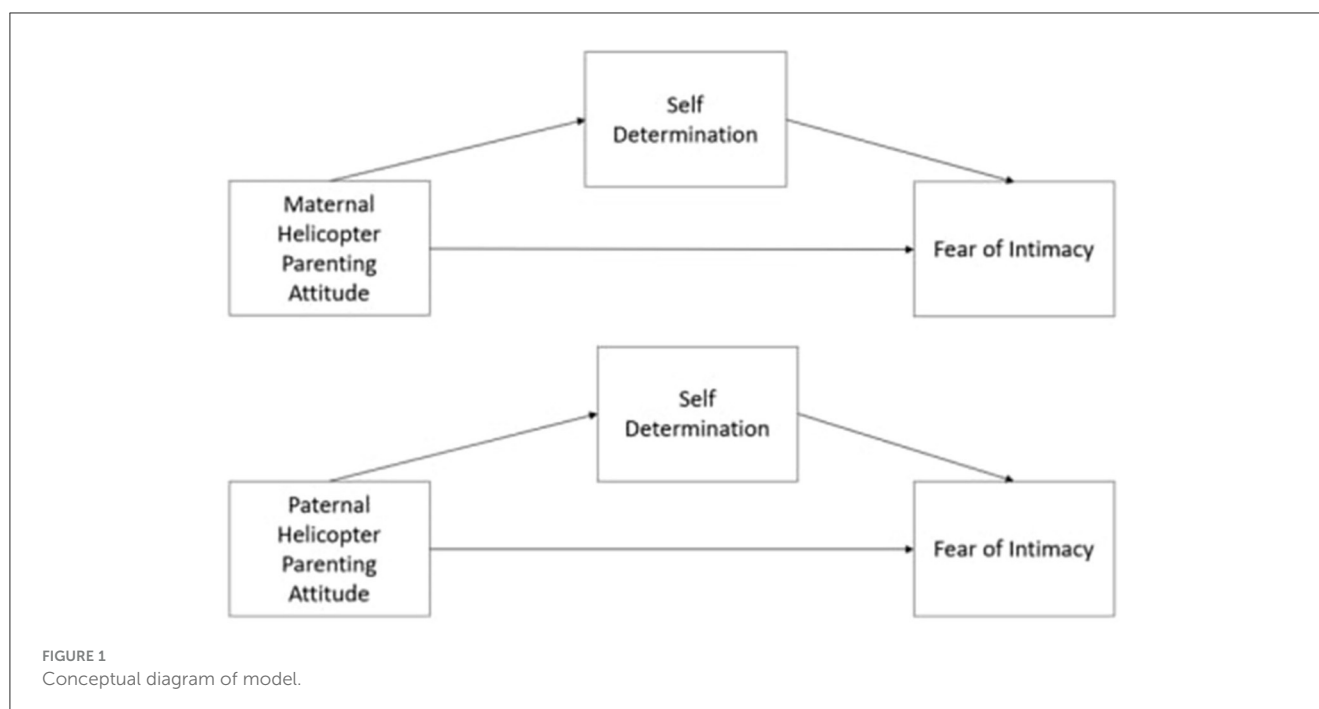 Self
Determination
Maternal
Helicopter
Parenting
Attitude
Fear of Intimacy
Self
Determination
Paternal
Helicopter
Parenting
Attitude
Fear of Intimacy
FIGURE 1
Conceptual diagram of model.